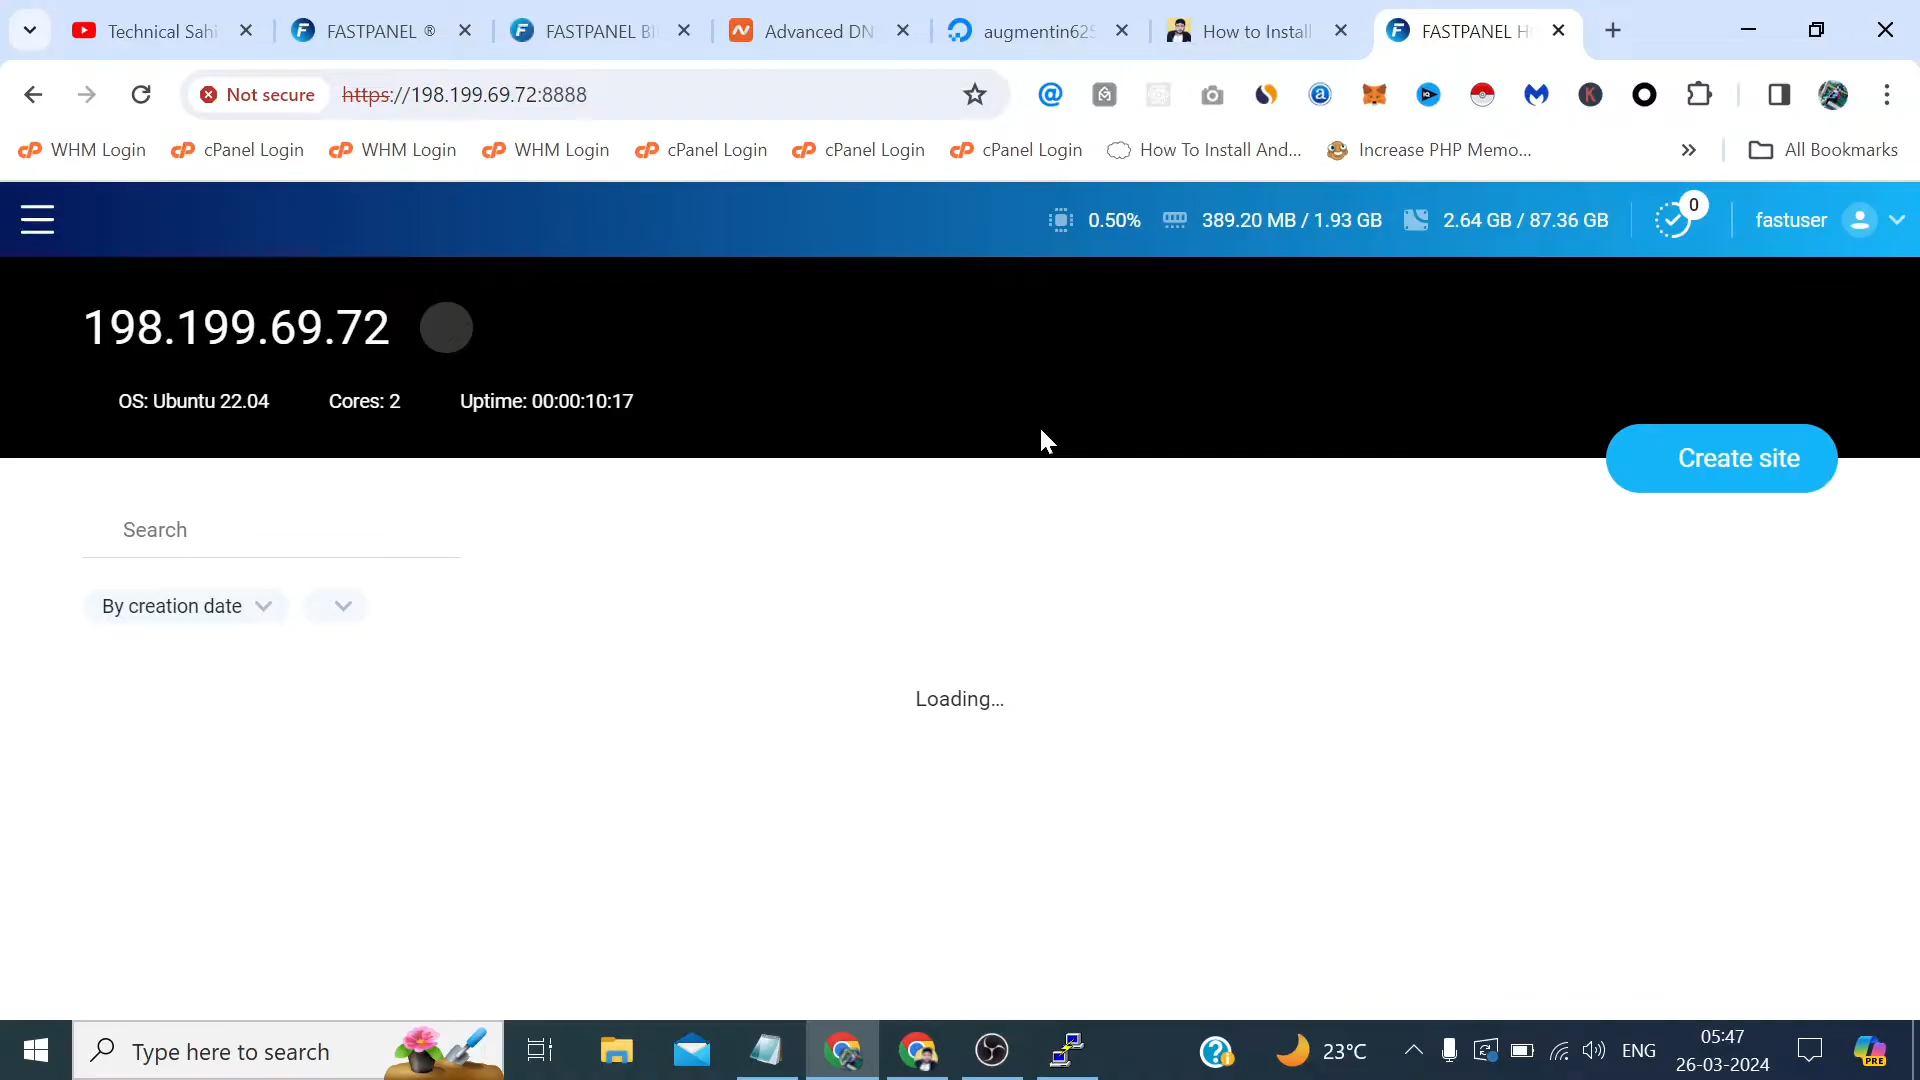 Technical Sahi
FASTPANEL ®
FASTPANEL
Advanced DN
augmentin625
How to Install
FASTPANEL H
Not secure
https://198.199.69.72:8888
WHM Login
cPanel Login
WHM Login
WHM Login
cPanel Login
cPanel Login
cPanel Login
How To Install And...
Increase PHP Memo...
»
All Bookmarks
0.50%
389.20 MB / 1.93 GB
2.64 GB / 87.36 GB
0
fastuser
198.199.69.72
OS: Ubuntu 22.04
Cores: 2
Uptime: 00:00:10:17
Create site
Search
By creation date
Loading...
Type here to search
23°C
ENG
05:47
26-03-2024
PRE